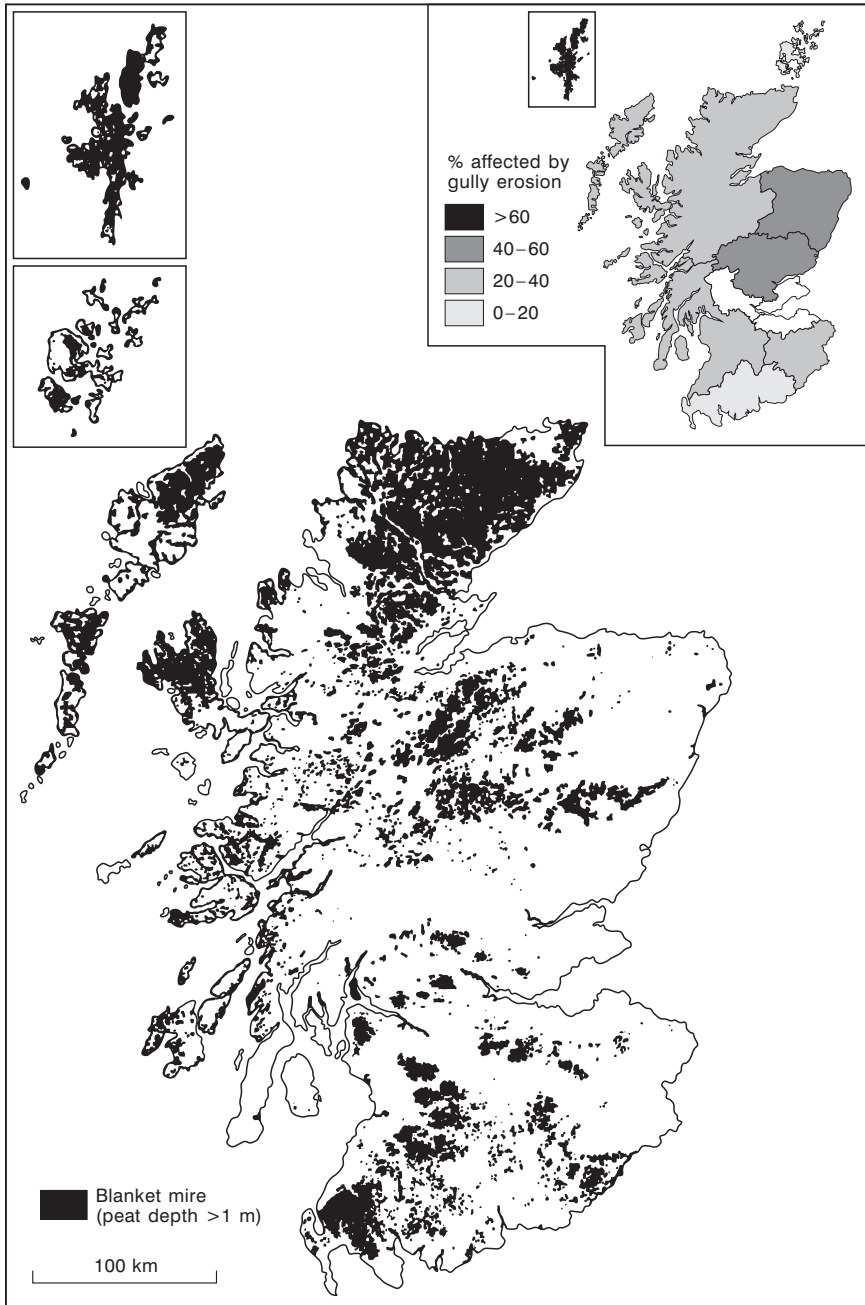 % affected by
gully erosion
>60
40–60
20–40
0–20
Blanket mire
(peat depth >1 m)
100 km